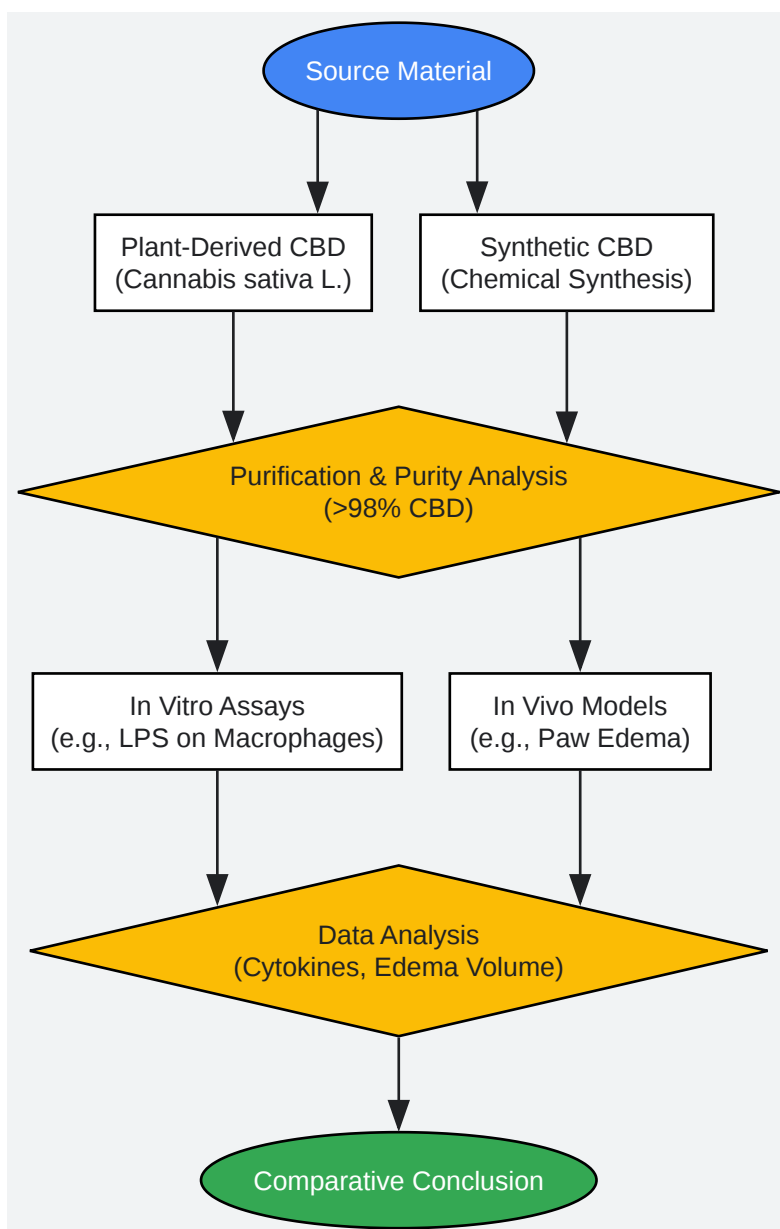 Source Material
Plant-Derived CBD
(Cannabis sativa L.)
Synthetic CBD
(Chemical Synthesis)
Purification & Purity Analysis
(>98% CBD)
In Vitro Assays
(e.g., LPS on Macrophages)
In Vivo Models
(e.g., Paw Edema)
Data Analysis
(Cytokines, Edema Volume)
Comparative Conclusion